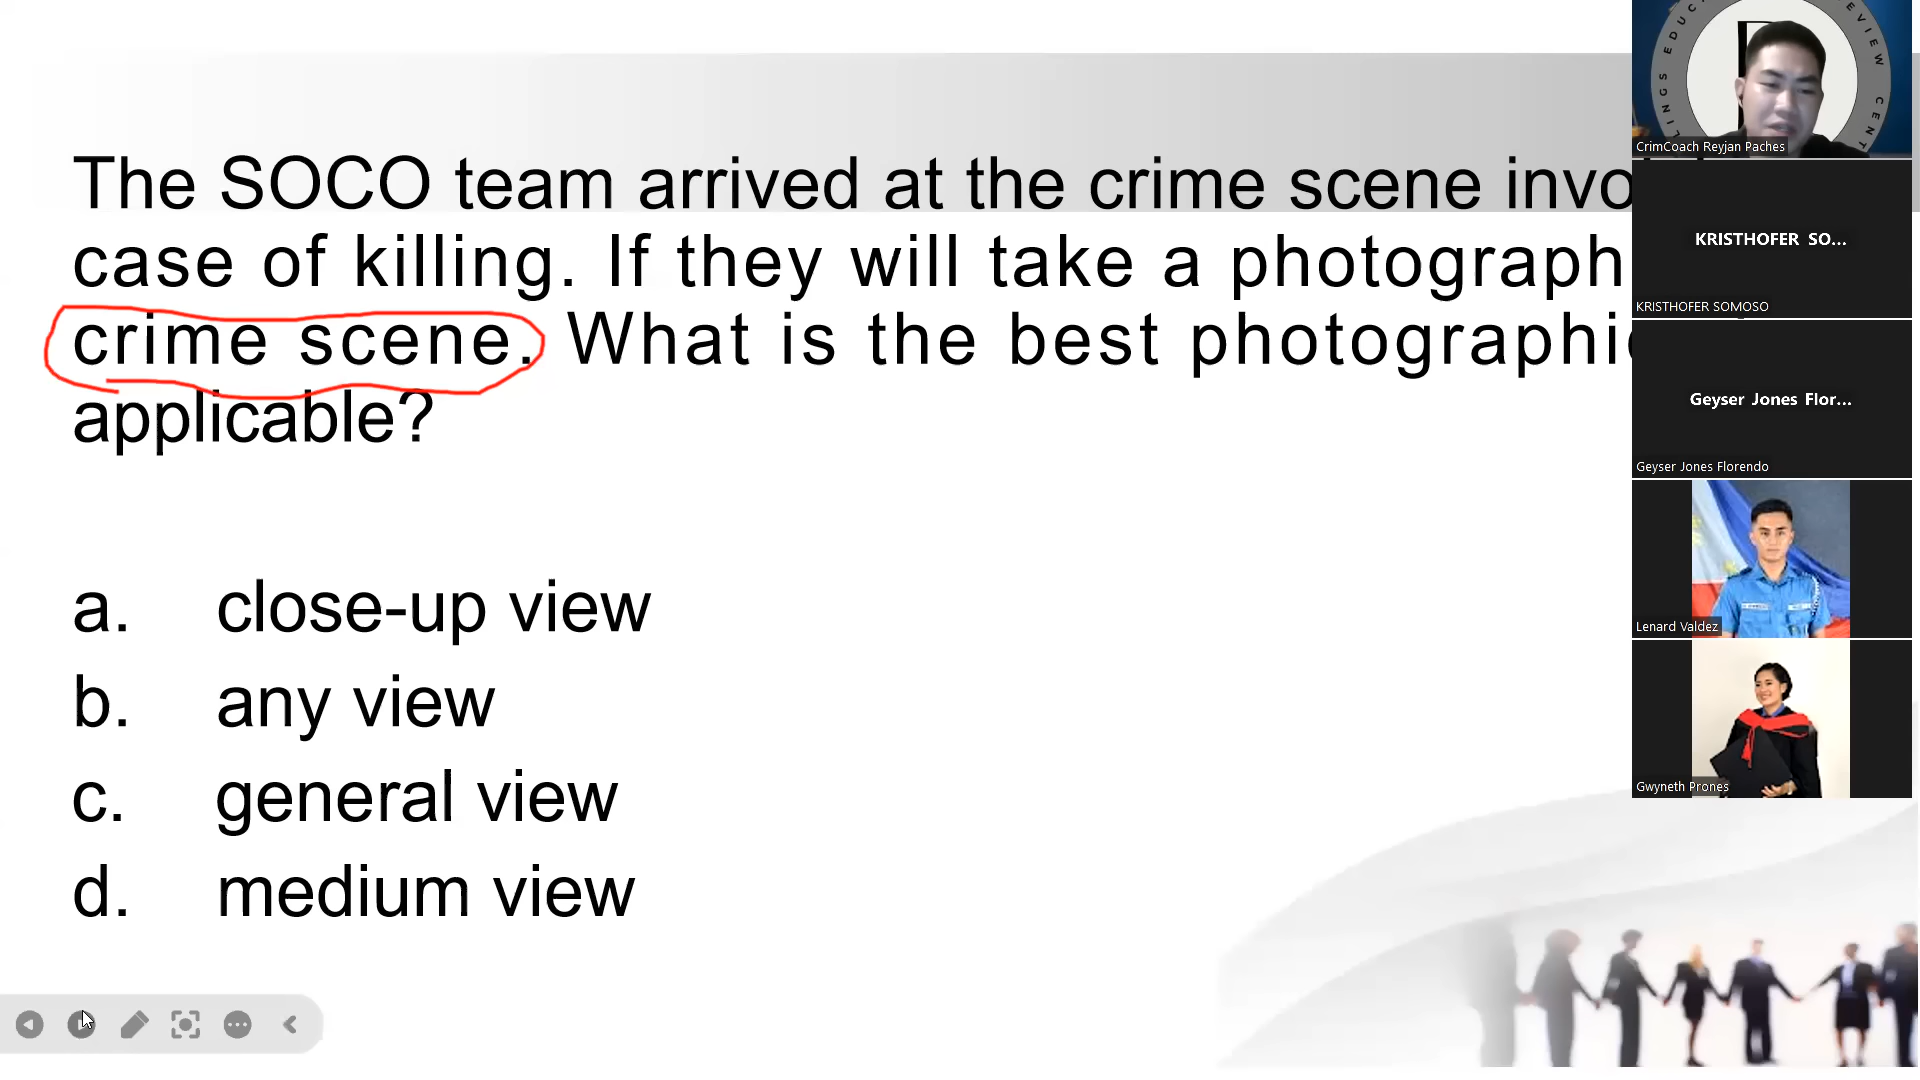 The SOCO team arrived at the crime scene
case of killing. If they will take a photograph
crime scene. What is the best
applicable?
a. close-up view
b. any view
c. general view
d. medium view
CrimCoach Reyjan Paches
KRISTHOFER SO...
KRISTHOFER SOMOSO
Geyser Jones Flor...
Geyser Jones Florendo
Lenard Valdez
Gwyneth Prones